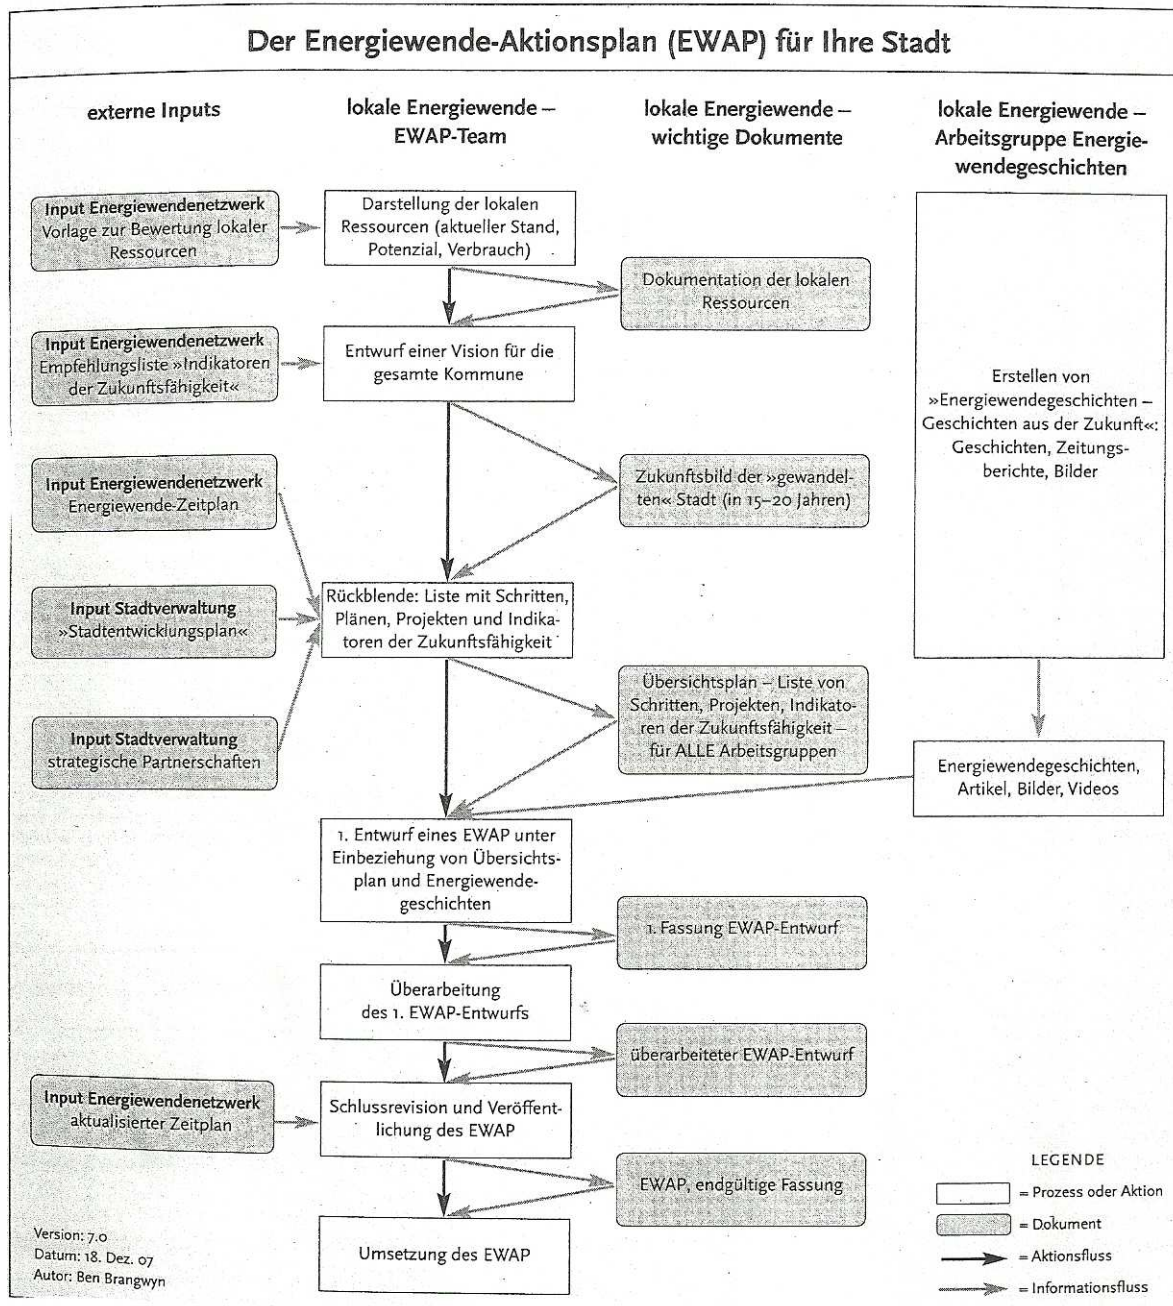 Der Energiewende-Aktionsplan (EWAP) für Ihre Stadt
externe Inputs
lokale Energiewende –
EWAP-Team
lokale Energiewende –
wichtige Dokumente
lokale Energiewende –
Arbeitsgruppe Energie-
wendegeschichten
Input Energiewendenetzwerk
Vorlage zur Bewertung lokaler
Ressourcen
Darstellung der lokalen
Ressourcen (aktueller Stand,
Potenzial, Verbrauch)
Dokumentation der lokalen
Ressourcen
Input Energiewendenetzwerk
Empfehlungsliste »Indikatoren
der Zukunftsfähigkeit«
Entwurf einer Vision für die
gesamte Kommune
Erstellen von
»Energiewendegeschichten –
Geschichten aus der Zukunft«:
Geschichten, Zeitungs-
berichte, Bilder
Input Energiewendenetzwerk
Energiewende-Zeitplan
Zukunftsbild der »gewandel-
ten« Stadt (in 15–20 Jahren)
Input Stadtverwaltung
»Stadtentwicklungsplan«
Rückblende: Liste mit Schritten,
Plänen, Projekten und Indika-
toren der Zukunftsfähigkeit
Input Stadtverwaltung
strategische Partnerschaften
Übersichtsplan – Liste von
Schritten, Projekten, Indikato-
ren der Zukunftsfähigkeit –
für ALLE Arbeitsgruppen
Energiewendegeschichten,
Artikel, Bilder, Videos
1. Entwurf eines EWAP unter
Einbeziehung von Übersichts-
plan und Energiewende-
geschichten
1. Fassung EWAP-Entwurf
Überarbeitung
des 1. EWAP-Entwurfs
überarbeiteter EWAP-Entwurf
Input Energiewendenetzwerk
aktualisierter Zeitplan
Schlussrevision und Veröffent-
lichung des EWAP
EWAP, endgültige Fassung
Umsetzung des EWAP
Version: 7.0
Datum: 18. Dez. 07
Autor: Ben Brangwyn
LEGENDE
= Prozess oder Aktion
= Dokument
= Aktionsfluss
= Informationsfluss